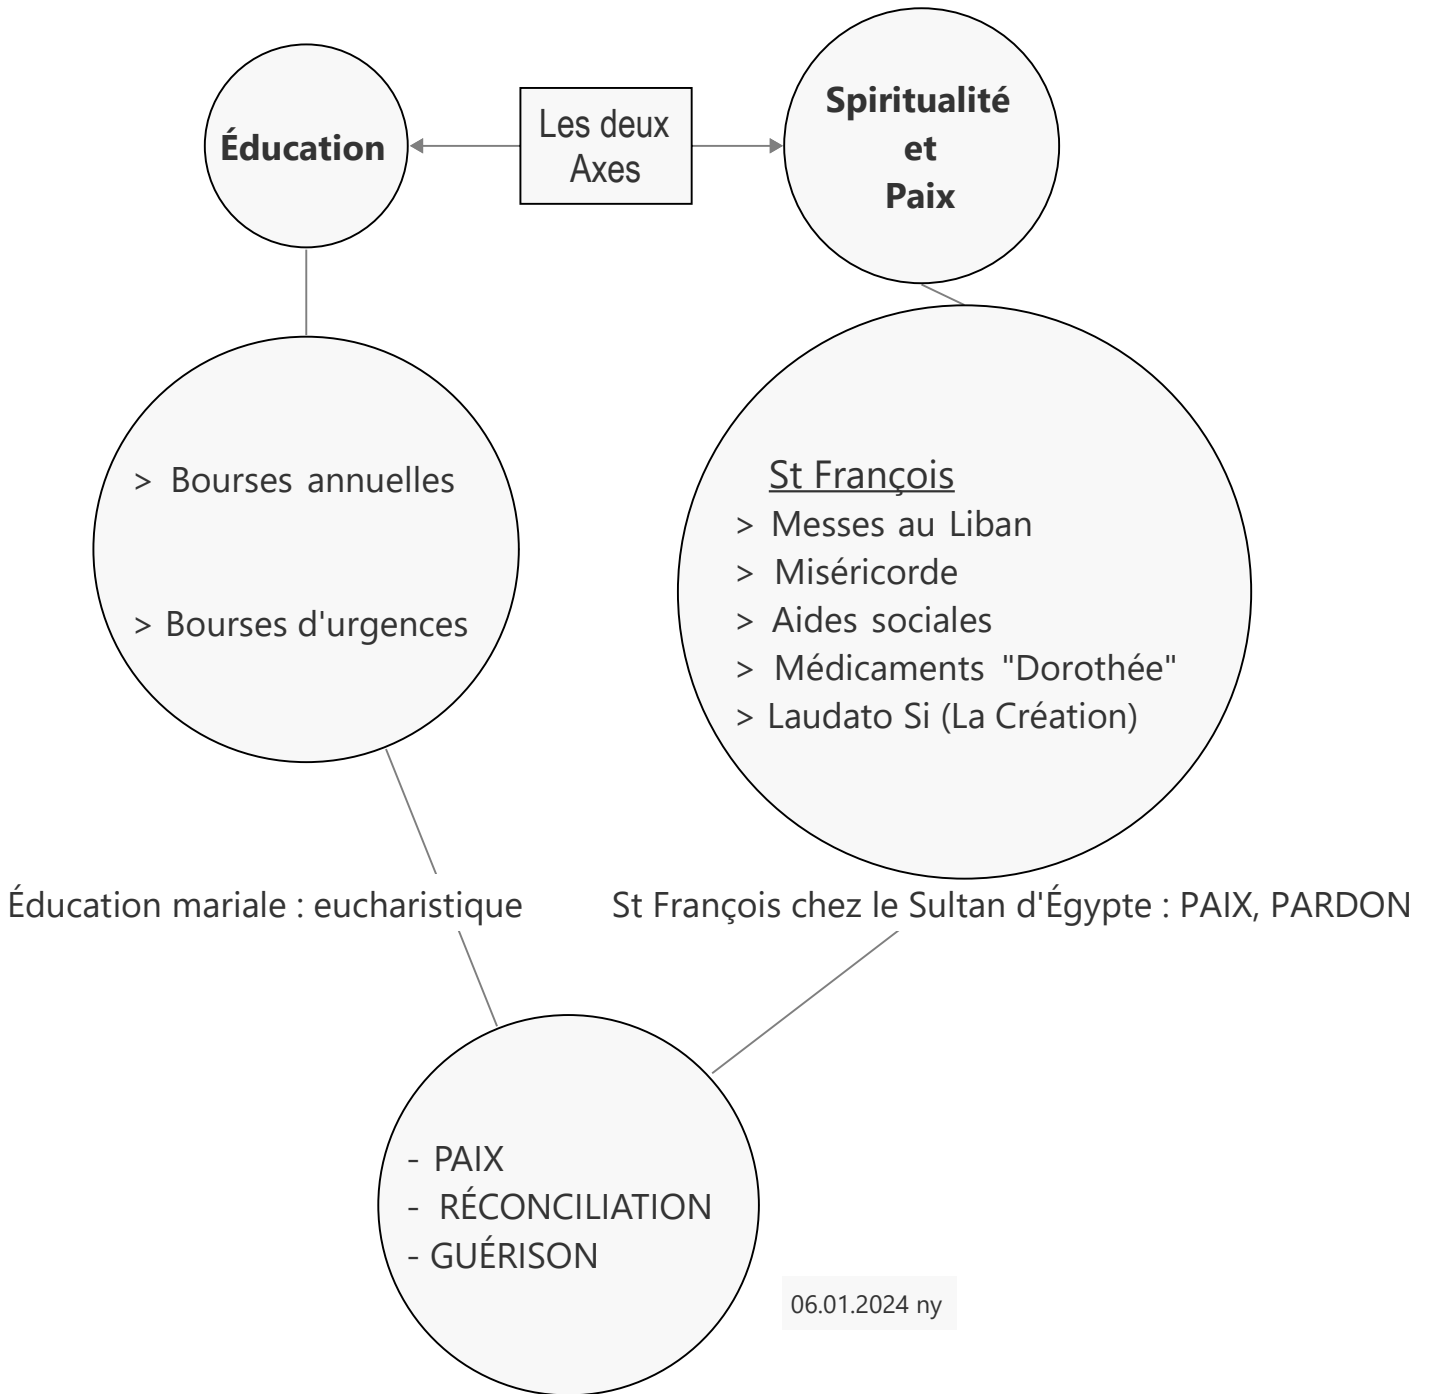 Éducation
Les deux
Axes
Spiritualité
et
Paix
> Bourses annuelles
> Bourses d'urgences
St François
> Messes au Liban
> Miséricorde
> Aides sociales
> Médicaments "Dorothée"
> Laudato Si (La Création)
Éducation mariale : eucharistique
St François chez le Sultan d'Égypte : PAIX, PARDON
- PAIX
- RÉCONCILIATION
- GUÉRISON
06.01.2024 ny